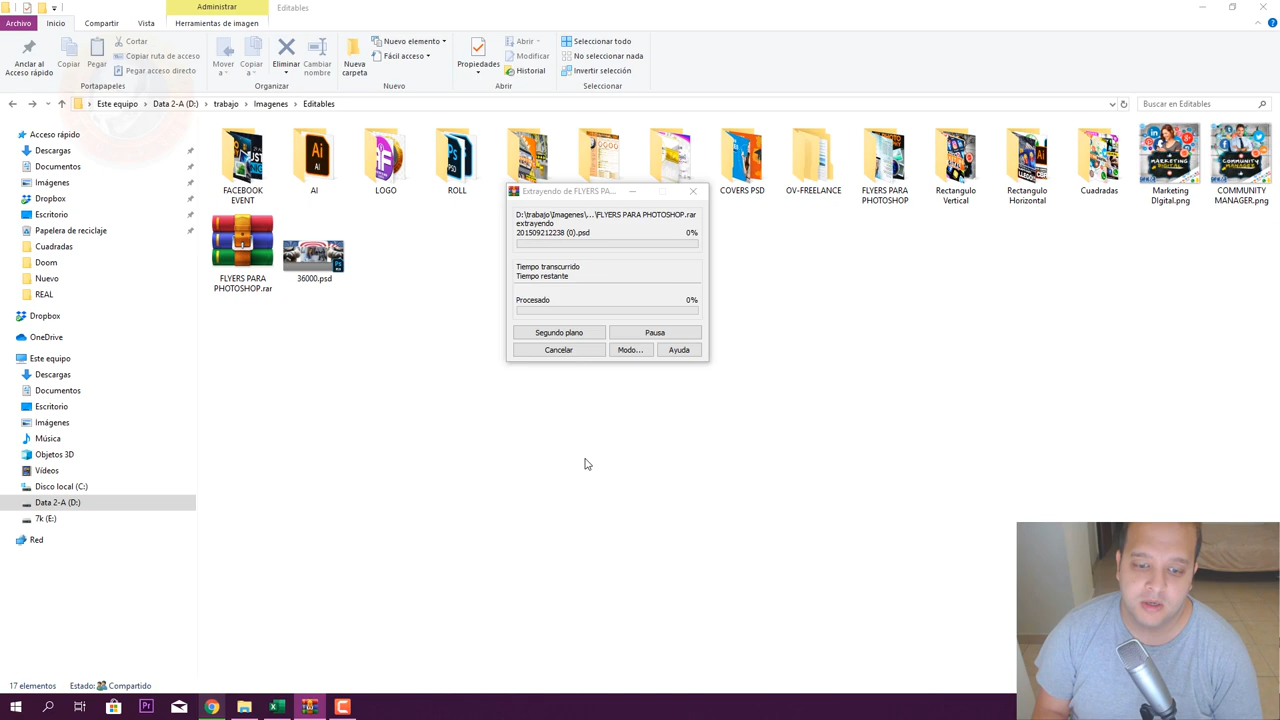 Administrar
Editables
Archivo
Inicio
Compartir
Vista
Herramientas de imagen
Anclar al
Acceso rápido
Copiar
Pegar
Cortar
Copiar ruta de acceso
Pegar acceso directo
Portapapeles
Mover
a
Copiar
a
Eliminar
Cambiar
nombre
Organizar
Nueva
carpeta
Nuevo elemento
Fácil acceso
Nuevo
Propiedades
Abrir
Modificar
Historial
Abrir
Seleccionar todo
No seleccionar nada
Invertir selección
Seleccionar
Este equipo > Data 2-A (D:) > trabajo > Imagenes > Editables
Buscar en Editables
Acceso rápido
Descargas
Documentos
Imágenes
Dropbox
Escritorio
Papelera de reciclaje
Cuadradas
Doom
Nuevo
REAL
Dropbox
OneDrive
Este equipo
Descargas
Documentos
Escritorio
Imágenes
Música
Objetos 3D
Vídeos
Disco local (C:)
Data 2-A (D:)
7k (E:)
Red
FACEBOOK
EVENT
AI
LOGO
ROLL
COVERS PSD
OV-FREELANCE
FLYERS PARA
PHOTOSHOP
Rectangulo
Vertical
Rectangulo
Horizontal
Cuadradas
Marketing
DIgital.png
COMMUNITY
MANAGER.png
FLYERS PARA
PHOTOSHOP.rar
36000.psd
Extrayendo de FLYERS PA...
D:\trabajo\Imagenes\...\FLYERS PARA PHOTOSHOP.rar
extrayendo
201509212238 (0).psd
0%
Tiempo transcurrido
Tiempo restante
Procesado
0%
Segundo plano
Pausa
Cancelar
Modo...
Ayuda
17 elementos
Estado:
Compartido